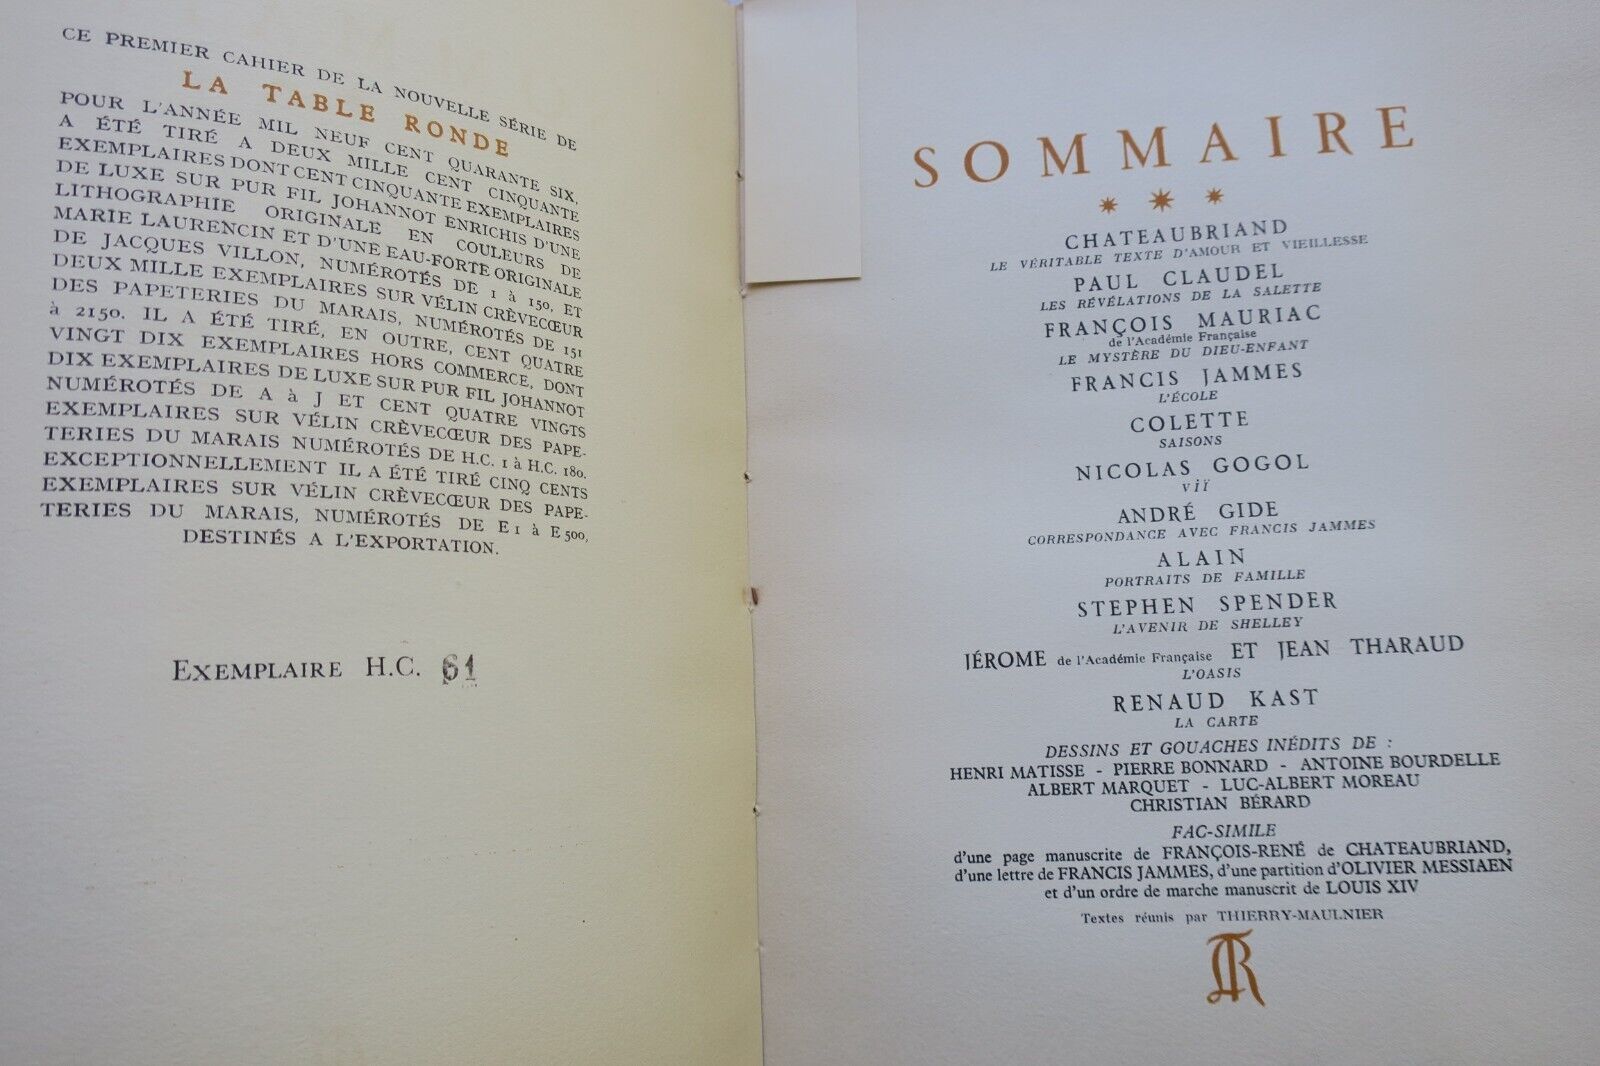 CE PREMIER CAHIER DE LA NOUVELLE SÉRIE DE
LA TABLE RONDE
POUR L'ANNÉE MIL NEUF CENT QUARANTE SIX,
A ÉTÉ TIRÉ A DEUX MILLE CENT CINQUANTE
EXEMPLAIRES DONT CENT CINQUANTE EXEMPLAIRES
DE LUXE SUR PUR FIL JOHANNOT ENRICHIS D'UNE
LITHOGRAPHIE ORIGINALE EN COULEURS DE
MARIE LAURENCIN ET D'UNE EAU-FORTE ORIGINALE
DE JACQUES VILLON, NUMÉROTÉS DE 1 à 150, ET
DEUX MILLE EXEMPLAIRES SUR VÉLIN CRÈVECŒUR
DES PAPETERIES DU MARAIS, NUMÉROTÉS DE 151
à 2150. IL A ÉTÉ TIRÉ, EN OUTRE, CENT QUATRE
VINGT DIX EXEMPLAIRES HORS COMMERCE, DONT
DIX EXEMPLAIRES DE LUXE SUR PUR FIL JOHANNOT
NUMÉROTÉS DE A à J ET CENT QUATRE VINGTS
EXEMPLAIRES SUR VÉLIN CRÈVECŒUR DES PAPE-
TERIES DU MARAIS NUMÉROTÉS DE H.C. 1 à H.C. 180.
EXCEPTIONNELLEMENT IL A ÉTÉ TIRÉ CINQ CENTS
EXEMPLAIRES SUR VÉLIN CRÈVECŒUR DES PAPE-
TERIES DU MARAIS, NUMÉROTÉS DE E 1 à E 500,
DESTINÉS A L'EXPORTATION.
EXEMPLAIRE H.C. 61
SOMMAIRE
CHATEAUBRIAND
LE VÉRITABLE TEXTE D'AMOUR ET VIEILLESSE
PAUL CLAUDEL
LES RÉVÉLATIONS DE LA SALETTE
FRANÇOIS MAURIAC
de l'Académie Française
LE MYSTÈRE DU DIEU-ENFANT
FRANCIS JAMMES
L'ÉCOLE
COLETTE
SAISONS
NICOLAS GOGOL
VIÏ
ANDRÉ GIDE
CORRESPONDANCE AVEC FRANCIS JAMMES
ALAIN
PORTRAITS DE FAMILLE
STEPHEN SPENDER
L'AVENIR DE SHELLEY
JÉROME de l'Académie Française ET JEAN THARAUD
L'OASIS
RENAUD KAST
LA CARTE
DESSINS ET GOUACHES INÉDITS DE :
HENRI MATISSE - PIERRE BONNARD - ANTOINE BOURDELLE
ALBERT MARQUET - LUC-ALBERT MOREAU
CHRISTIAN BÉRARD
FAC-SIMILE
d'une page manuscrite de FRANÇOIS-RENÉ de CHATEAUBRIAND,
d'une lettre de FRANCIS JAMMES, d'une partition d'OLIVIER MESSIAEN
et d'un ordre de marche manuscrit de LOUIS XIV
Textes réunis par THIERRY-MAULNIER